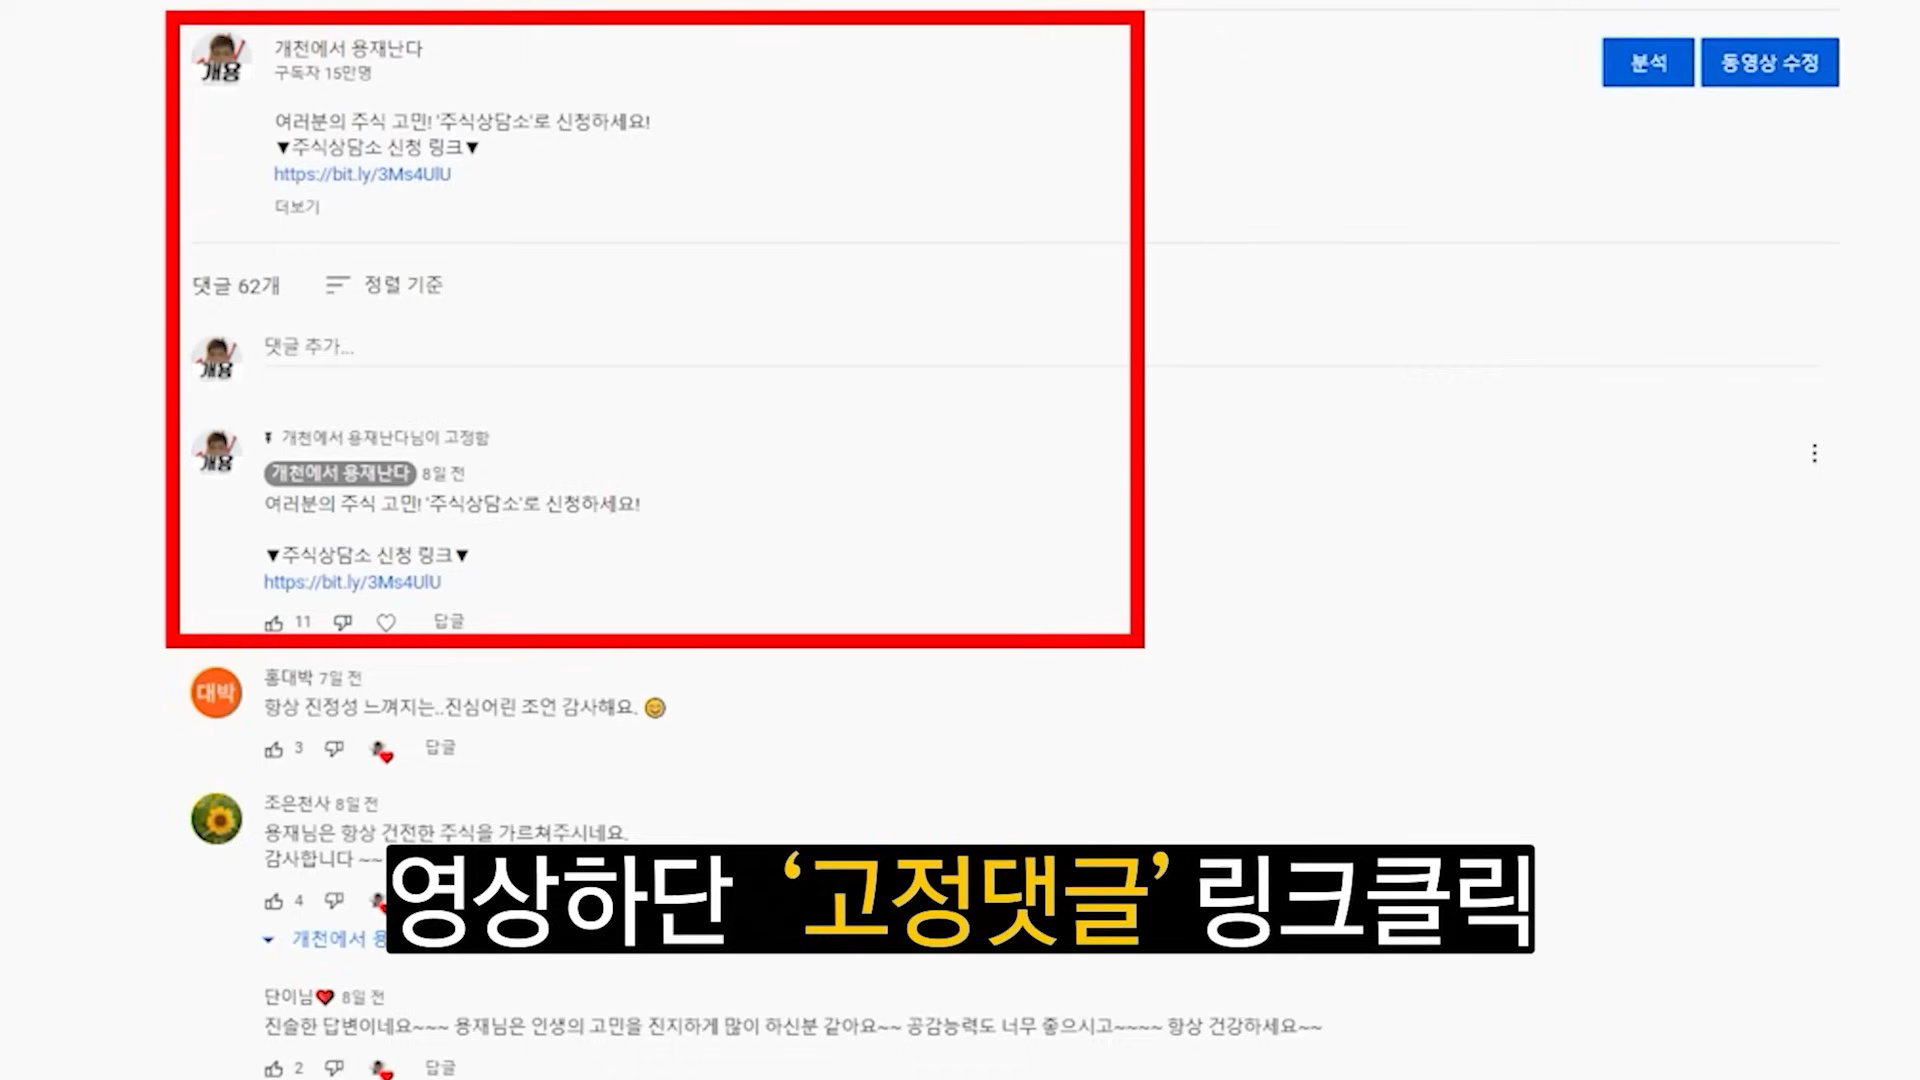 개용
개천에서 용재난다
구독자 15만명
분석
동영상 수정
여러분의 주식 고민! '주식상담소'로 신청하세요!
▼주식상담소 신청 링크▼
https://bit.ly/3Ms4UlU
더보기
댓글 62개
정렬 기준
개용
댓글 추가...
개용
개천에서 용재난다님이 고정함
개천에서 용재난다 8일 전
여러분의 주식 고민! '주식상담소'로 신청하세요!
▼주식상담소 신청 링크▼
https://bit.ly/3Ms4UlU
11 답글
대박
홍대박 7일 전
항상 진정성 느껴지는..진심어린 조언 감사해요. 😊
3 답글
조은천사 8일 전
용재님은 항상 건전한 주식을 가르쳐주시네요.
감사합니다 ~~
4
개천에서 용
영상하단 ‘고정댓글’ 링크클릭
단이님❤ 8일 전
진솔한 답변이네요~~~ 용재님은 인생의 고민을 진지하게 많이 하신분 같아요~~ 공감능력도 너무 좋으시고~~~~ 항상 건강하세요~~
2 답글